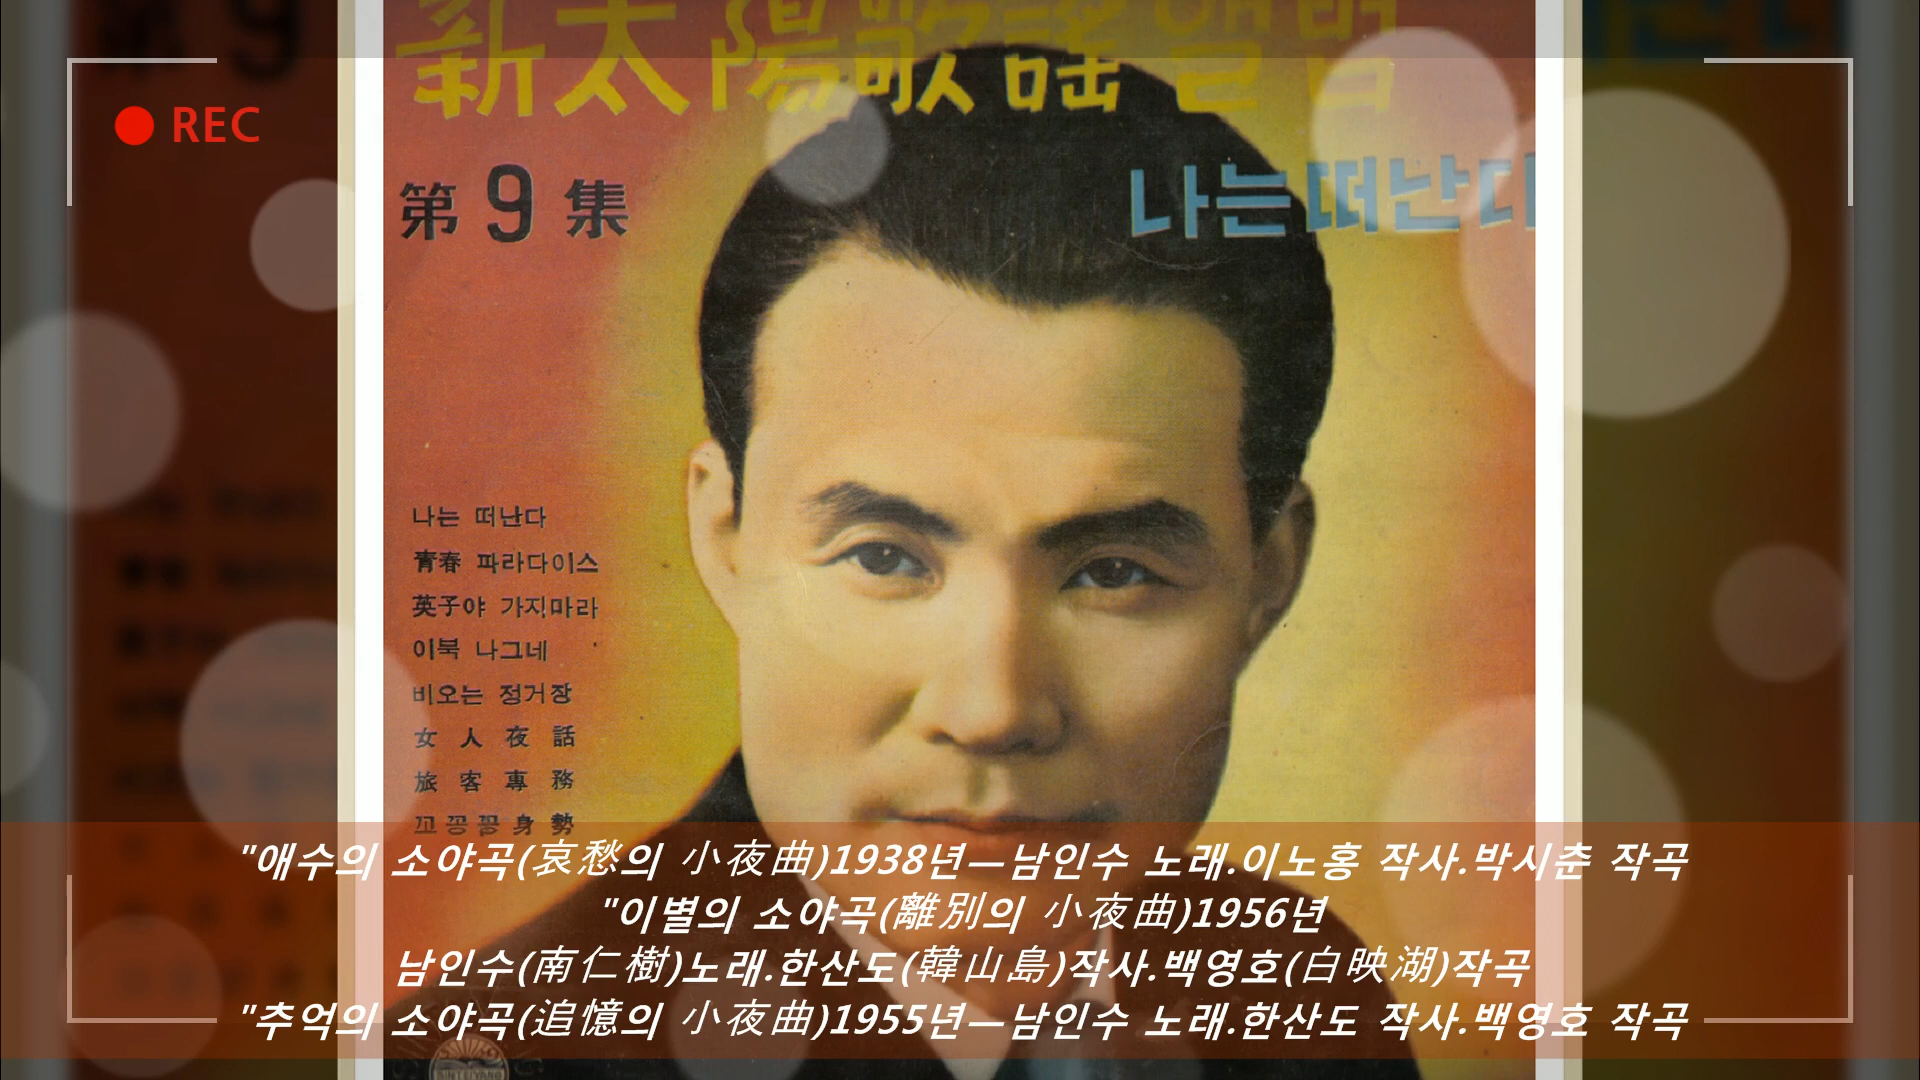 新太陽歌謠앨범
REC
第9集
나는떠난다
나는 떠난다
青春 파라다이스
英子야 가지마라
이북 나그네
비오는 정거장
女人夜話
旅客專務
꼬공꽁身勢
"애수의 소야곡(哀愁의 小夜曲)1938년—남인수 노래.이노홍 작사.박시춘 작곡
"이별의 소야곡(離別의 小夜曲)1956년
남인수(南仁樹)노래.한산도(韓山島)작사.백영호(白映湖)작곡
"추억의 소야곡(追憶의 小夜曲)1955년—남인수 노래.한산도 작사.백영호 작곡